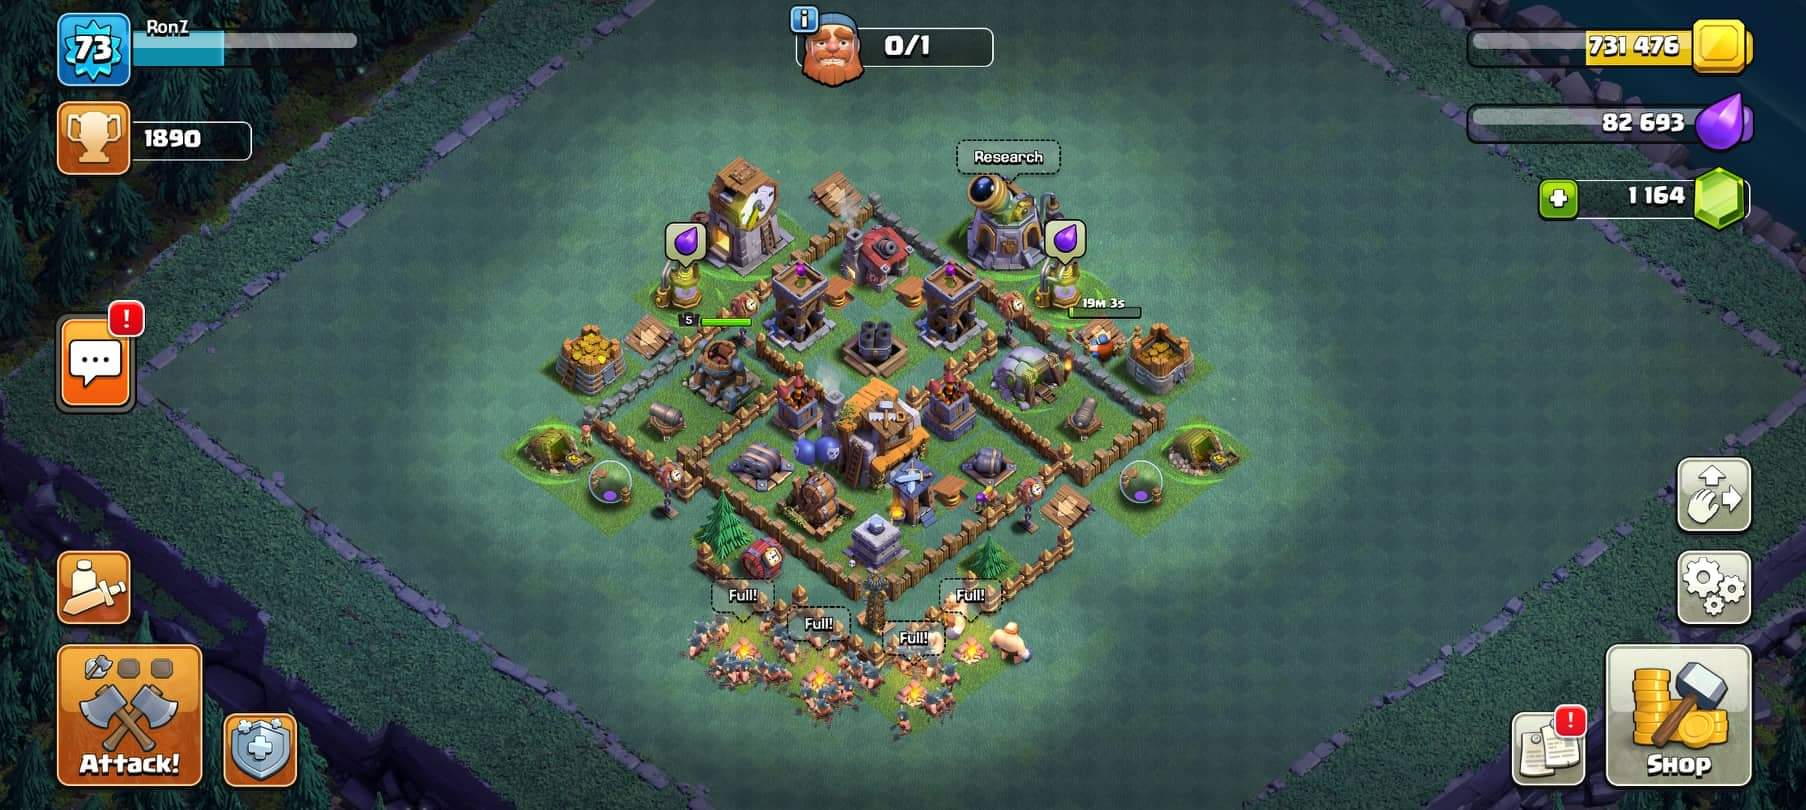 73
RonZ
0/1
731 476
1890
82 693
Research
1 164
19м 3s
5
Full!
Full!
Full!
Full!
Attack!
Shop